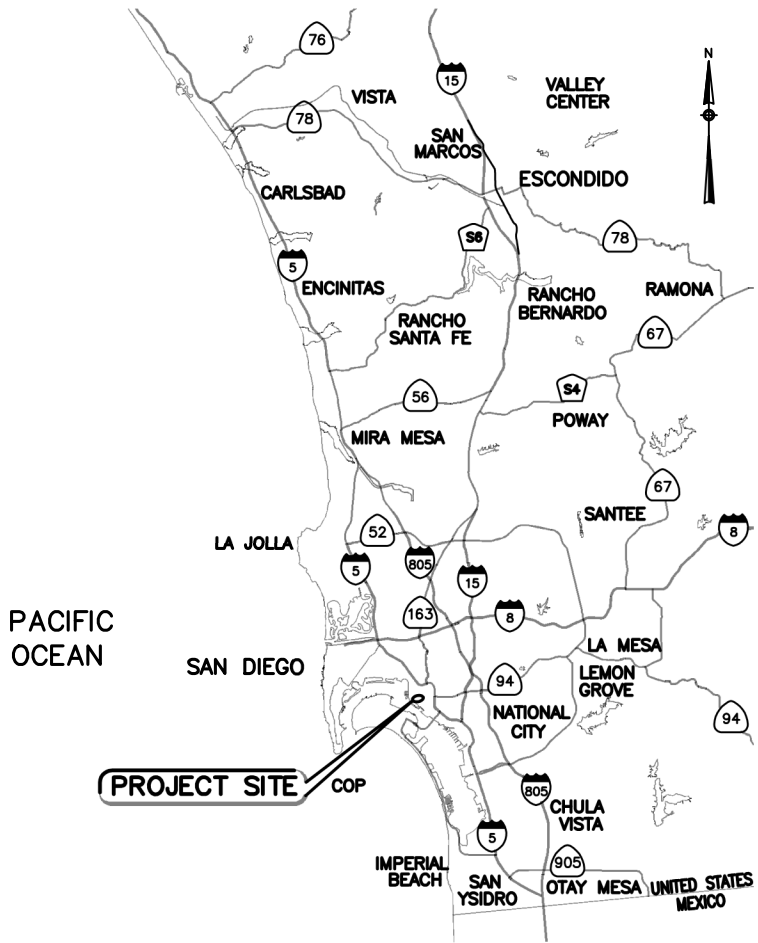 76
N
15
VALLEY
CENTER
VISTA
78
SAN
MARCOS
ESCONDIDO
CARLSBAD
S6
78
5
ENCINITAS
RANCHO
BERNARDO
RAMONA
RANCHO
SANTA FE
67
56
S4
POWAY
MIRA MESA
67
SANTEE
52
8
LA JOLLA
805
5
15
163
8
PACIFIC
OCEAN
LA MESA
SAN DIEGO
94
LEMON
GROVE
NATIONAL
CITY
94
PROJECT SITE
COP
805
CHULA
VISTA
5
905
IMPERIAL
BEACH
SAN
YSIDRO
OTAY MESA
UNITED STATES
MEXICO